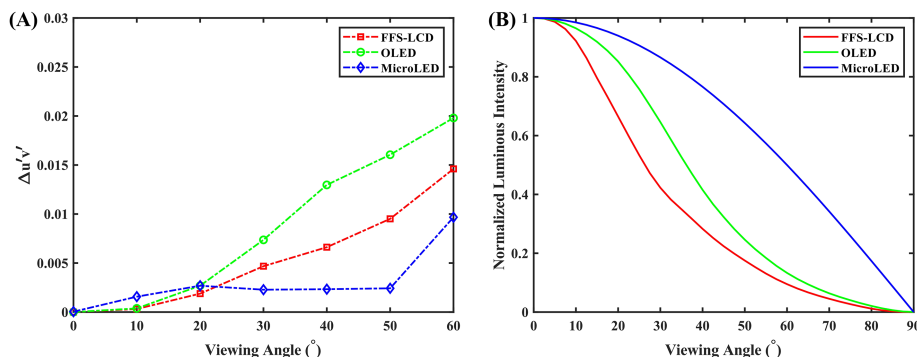 (A)
0.03
0.025
0.02
0.015
0.01
0.005
0
Δu′v′
FFS-LCD
OLED
MicroLED
0
10
20
30
40
50
60
Viewing Angle (°)
(B)
1
0.8
0.6
0.4
0.2
0
Normalized Luminous Intensity
FFS-LCD
OLED
MicroLED
0
10
20
30
40
50
60
70
80
90
Viewing Angle (°)